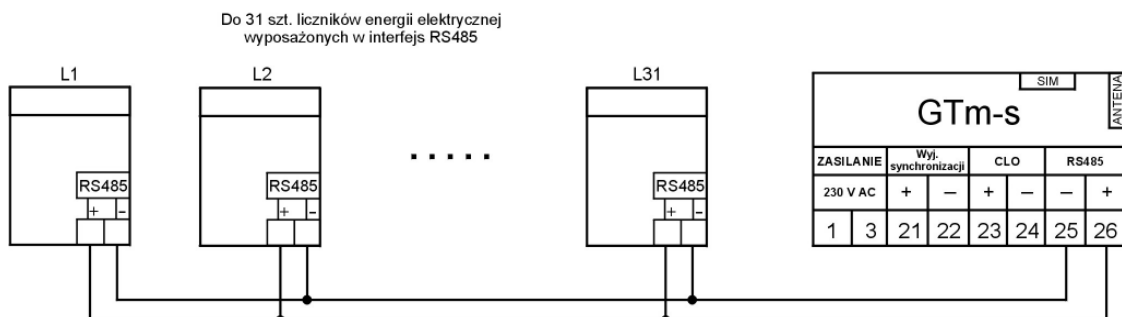 Do 31 szt. liczników energii elektrycznej
wyposażonych w interfejs RS485
L1
L2
L31
RS485
+ -
RS485
+ -
RS485
+ -
.....
SIM
ANTENA
GTm-s
ZASILANIE Wyj. synchronizacji CLO RS485
230 V AC + – + – – +
1 3 21 22 23 24 25 26